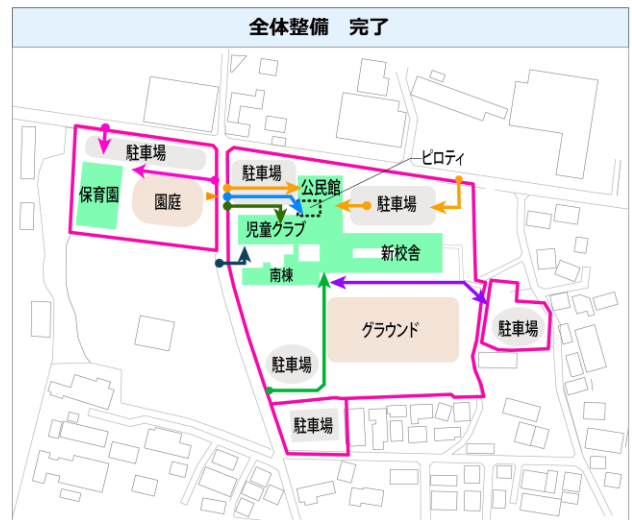 全体整備　完了
ピロティ
駐車場
駐車場
公民館
保育園
園庭
駐車場
児童クラブ
新校舎
南棟
駐車場
グラウンド
駐車場
駐車場